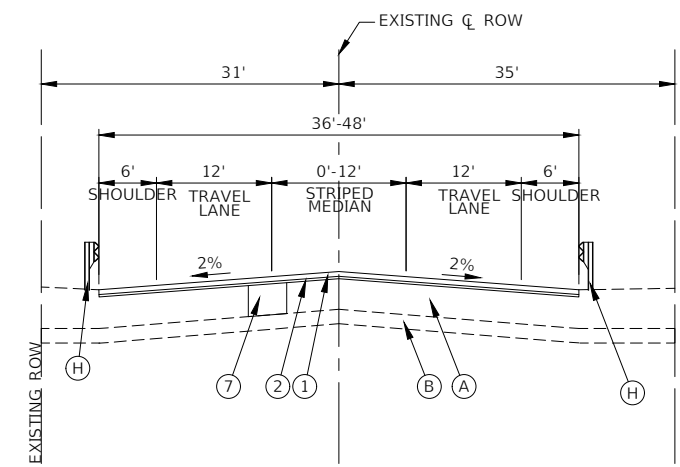 EXISTING ℄ ROW
31' 35'
36'-48'
6' 12' 0'-12' 12' 6'
SHOULDER TRAVEL LANE STRIPED MEDIAN TRAVEL LANE SHOULDER
2% 2%
H 7 2 1 B A H
EXISTING ROW